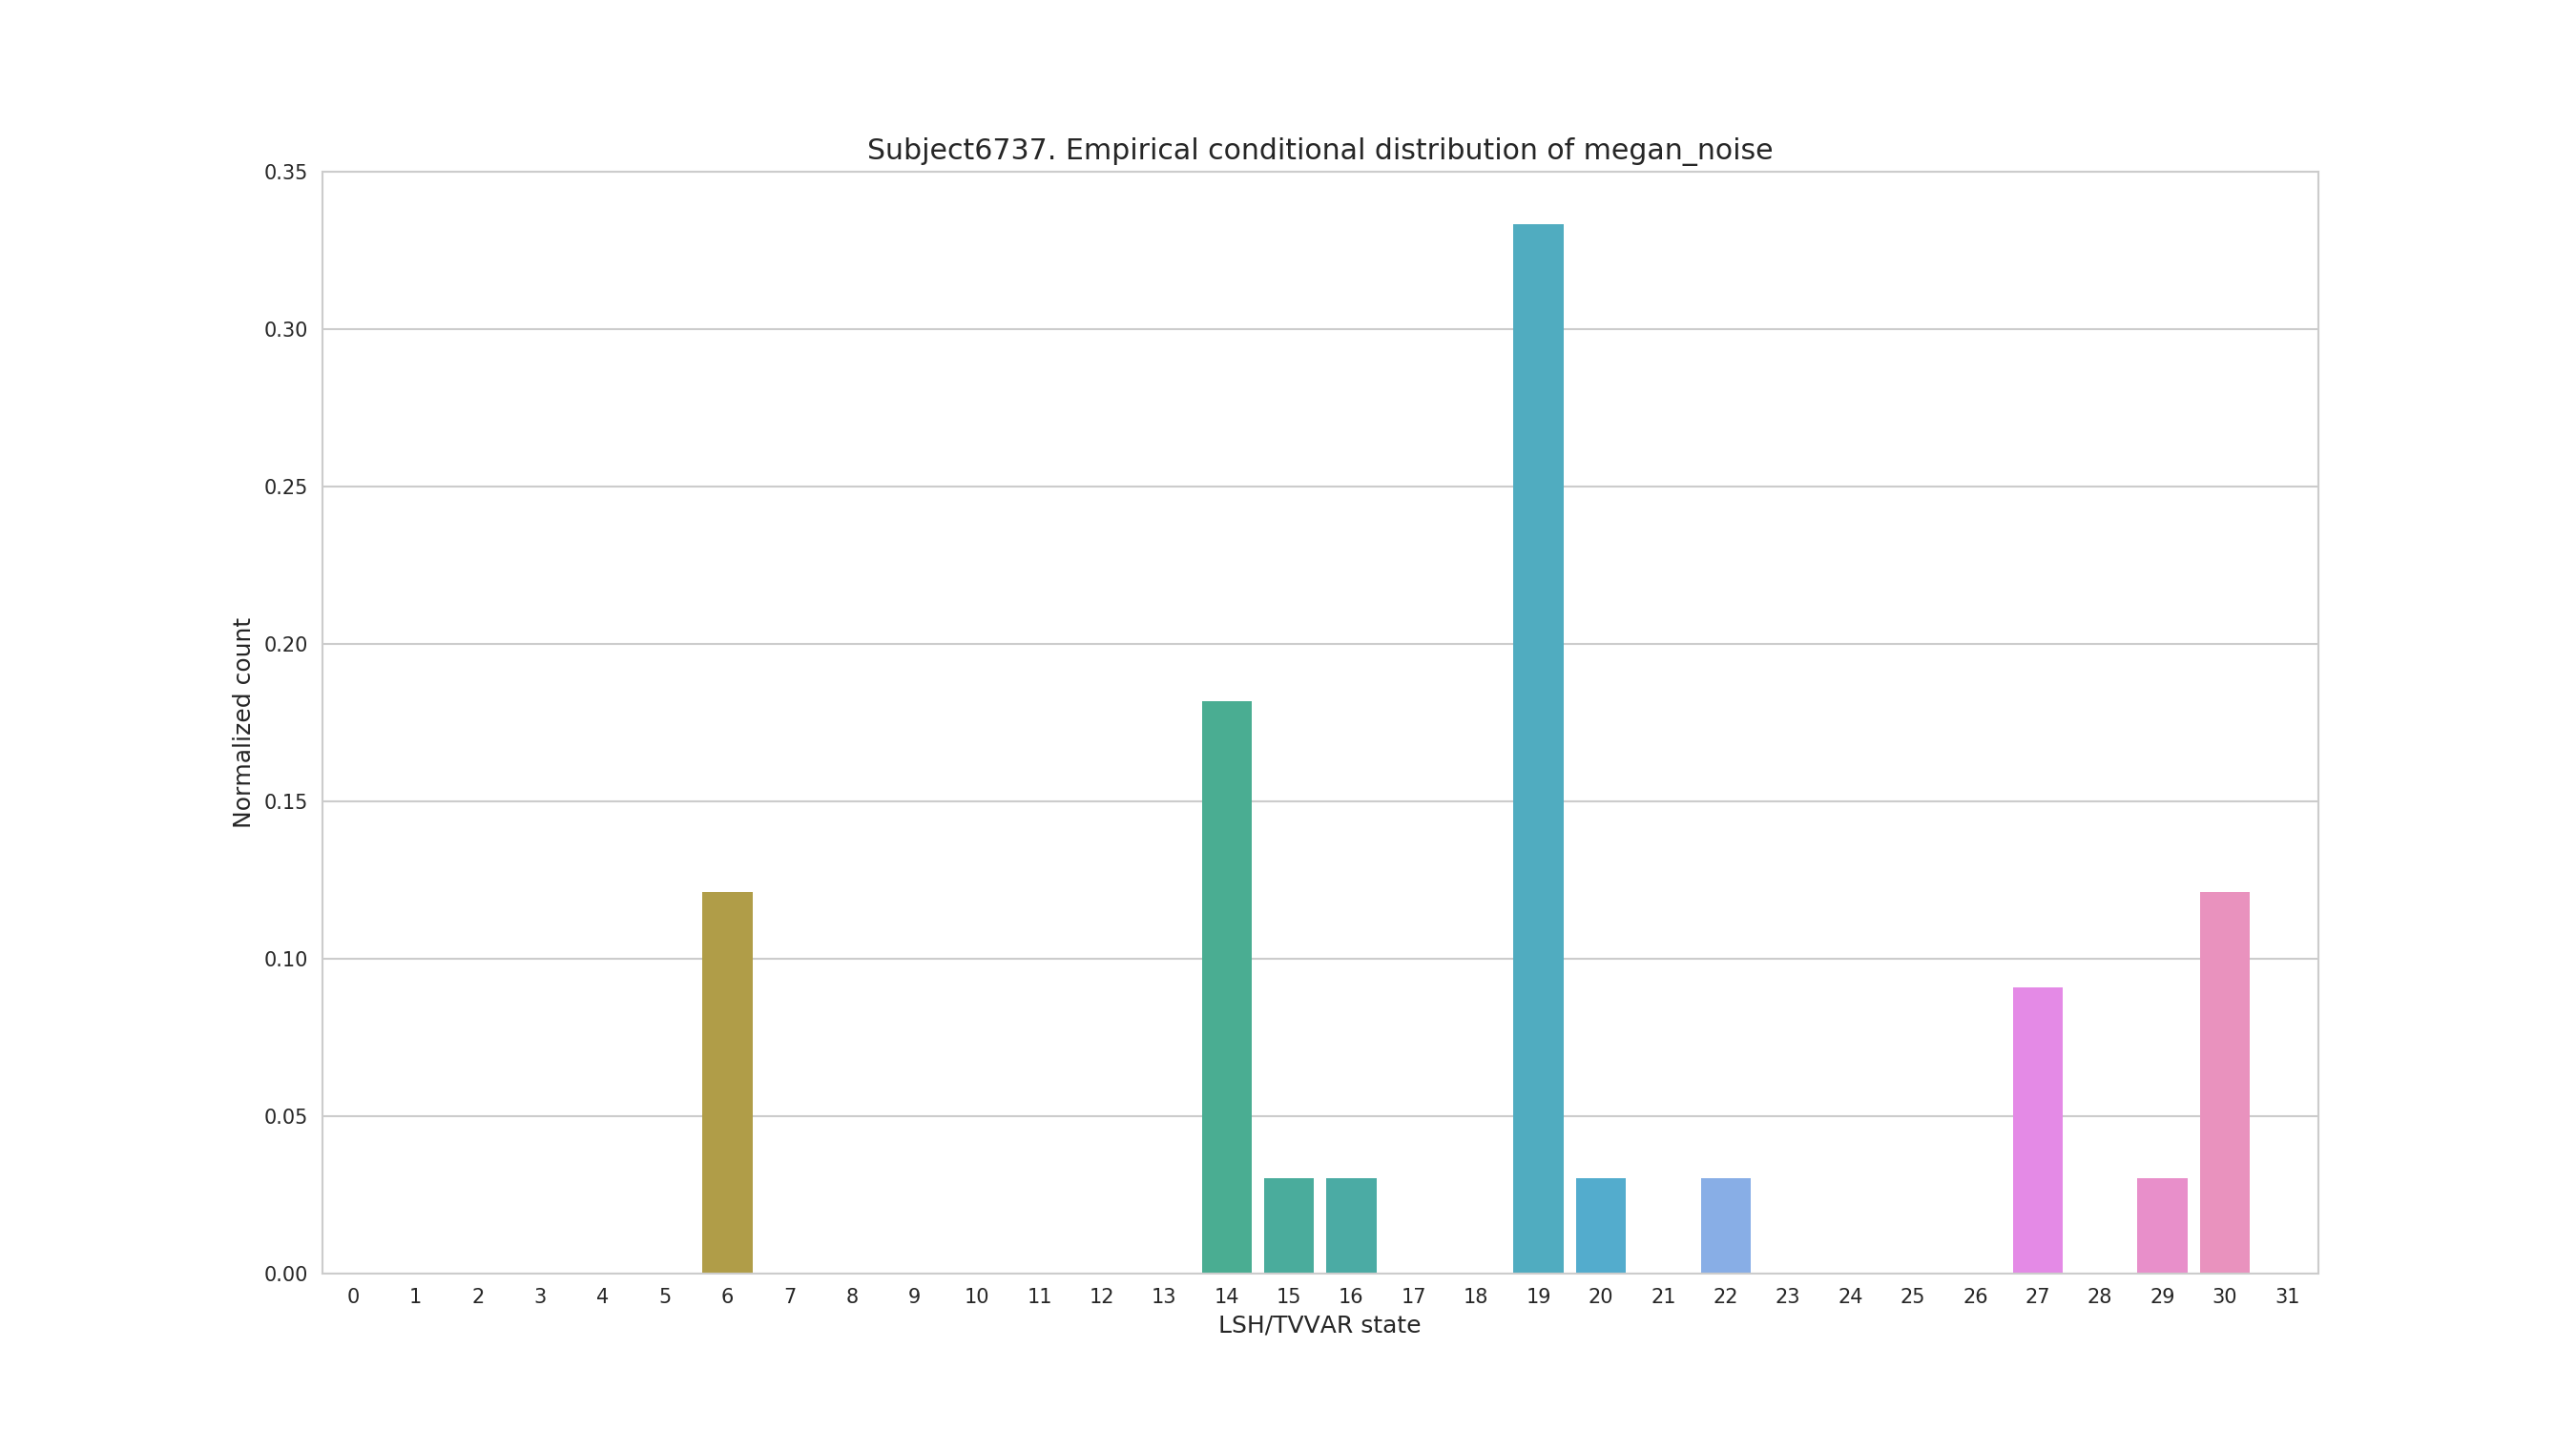 Subject6737. Empirical conditional distribution of megan_noise
0.35
0.30
0.25
0.20
0.15
0.10
0.05
0.00
Normalized count
0 1 2 3 4 5 6 7 8 9 10 11 12 13 14 15 16 17 18 19 20 21 22 23 24 25 26 27 28 29 30 31
LSH/TVVAR state